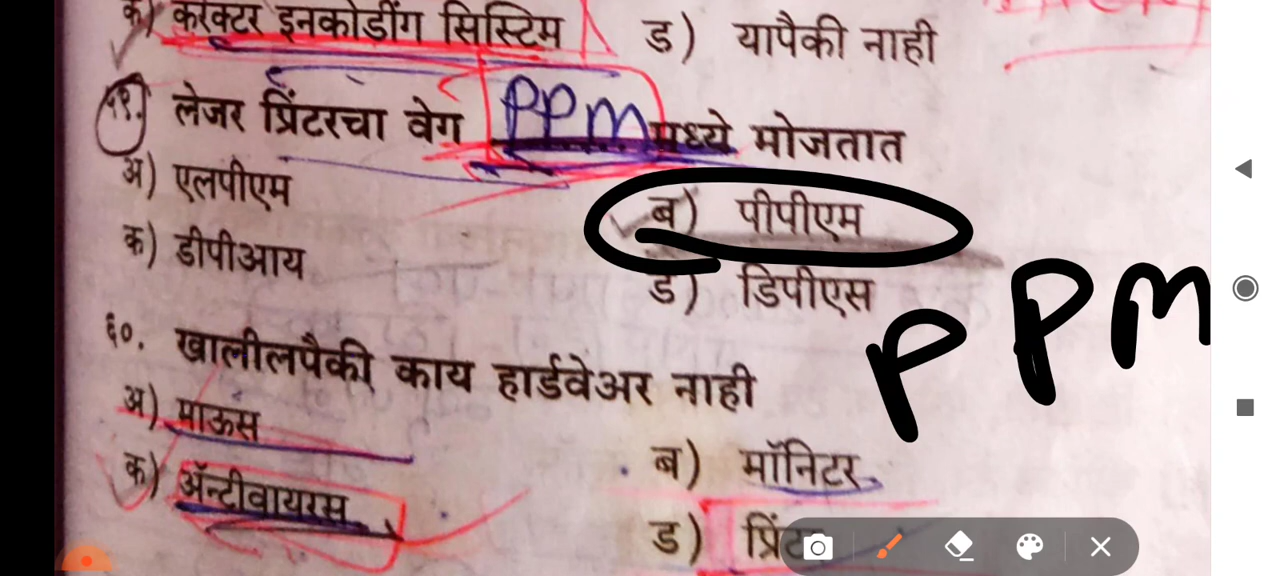 क) करेक्टर इनकोडींग सिस्टिम ड) यापैकी नाही
५९. लेजर प्रिंटरचा वेग PPM मध्ये मोजतात
अ) एलपीएम ब) पीपीएम
क) डीपीआय ड) डिपीएस
PPM
६०. खालीलपैकी काय हार्डवेअर नाही
अ) माऊस ब) मॉनिटर
क) ॲन्टीवायरस ड)